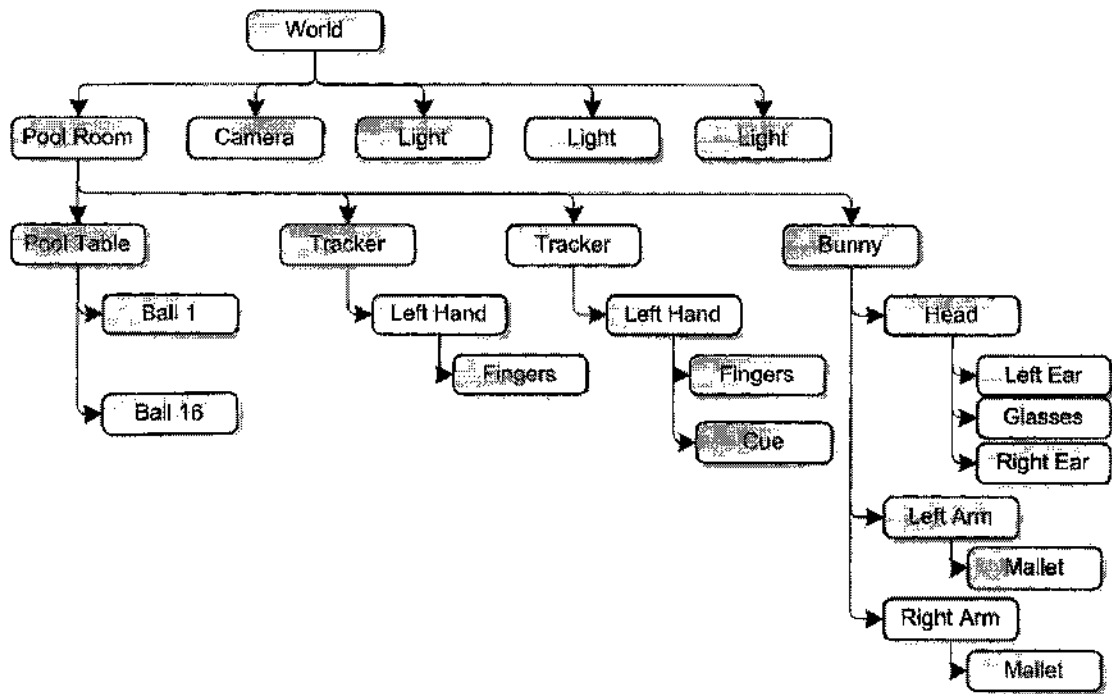 World
Pool Room
Camera
Light
Light
Light
Pool Table
Tracker
Tracker
Bunny
Ball 1
Left Hand
Left Hand
Head
Fingers
Fingers
Left Ear
Ball 16
Glasses
Cue
Right Ear
Left Arm
Mallet
Right Arm
Mallet